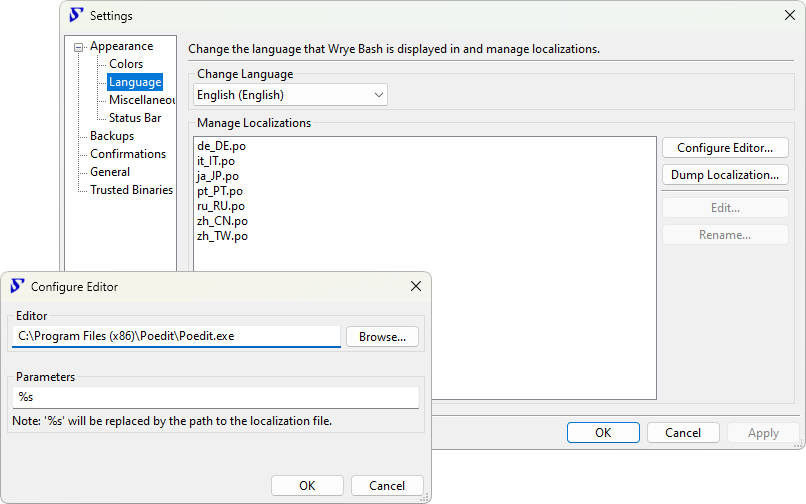 Settings
Appearance
Colors
Language
Miscellaneou
Status Bar
Backups
Confirmations
General
Trusted Binaries
Change the language that Wrye Bash is displayed in and manage localizations.
Change Language
English (English)
Manage Localizations
de_DE.po
it_IT.po
ja_JP.po
pt_PT.po
ru_RU.po
zh_CN.po
zh_TW.po
Configure Editor...
Dump Localization...
Edit...
Rename...
OK
Cancel
Apply
Configure Editor
Editor
C:\Program Files (x86)\Poedit\Poedit.exe
Browse...
Parameters
%s
Note: '%s' will be replaced by the path to the localization file.
OK
Cancel